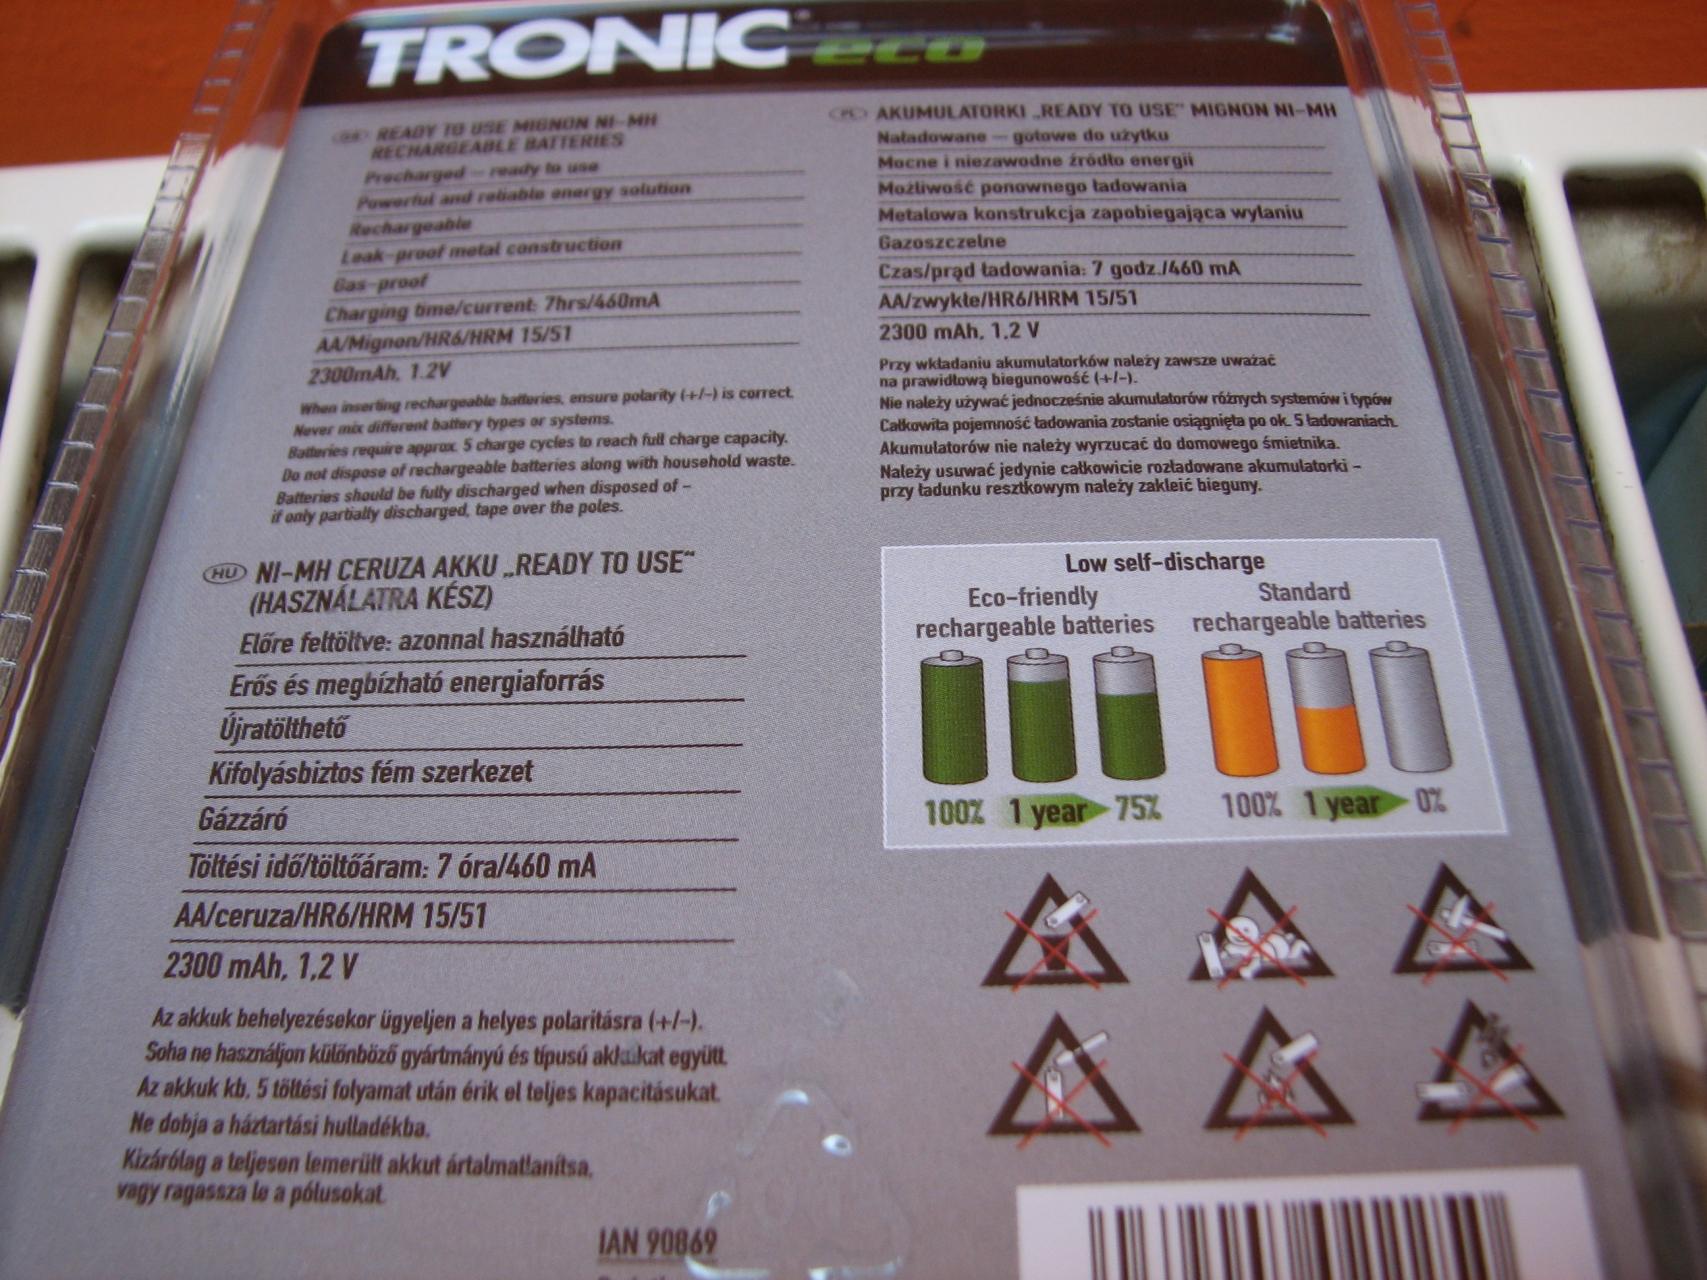 TRONIC eco
GB READY TO USE MIGNON NI-MH
RECHARGEABLE BATTERIES
Precharged – ready to use
Powerful and reliable energy solution
Rechargeable
Leak-proof metal construction
Gas-proof
Charging time/current: 7hrs/460mA
AA/Mignon/HR6/HRM 15/51
2300mAh, 1.2V
When inserting rechargeable batteries, ensure polarity (+/-) is correct.
Never mix different battery types or systems.
Batteries require approx. 5 charge cycles to reach full charge capacity.
Do not dispose of rechargeable batteries along with household waste.
Batteries should be fully discharged when disposed of –
if only partially discharged, tape over the poles.
PL AKUMULATORKI „READY TO USE“ MIGNON NI-MH
Naładowane — gotowe do użytku
Mocne i niezawodne źródło energii
Możliwość ponownego ładowania
Metalowa konstrukcja zapobiegająca wylaniu
Gazoszczelne
Czas/prąd ładowania: 7 godz./460 mA
AA/zwykłe/HR6/HRM 15/51
2300 mAh, 1,2 V
Przy wkładaniu akumulatorków należy zawsze uważać
na prawidłową biegunowość (+/-).
Nie należy używać jednocześnie akumulatorów różnych systemów i typów
Całkowita pojemność ładowania zostanie osiągnięta po ok. 5 ładowaniach.
Akumulatorów nie należy wyrzucać do domowego śmietnika.
Należy usuwać jedynie całkowicie rozładowane akumulatorki –
przy ładunku resztkowym należy zakleić bieguny.
HU NI-MH CERUZA AKKU „READY TO USE“
(HASZNÁLATRA KÉSZ)
Előre feltöltve: azonnal használható
Erős és megbízható energiaforrás
Újratölthető
Kifolyásbiztos fém szerkezet
Gázzáró
Töltési idő/töltőáram: 7 óra/460 mA
AA/ceruza/HR6/HRM 15/51
2300 mAh, 1,2 V
Az akkuk behelyezésekor ügyeljen a helyes polaritásra (+/-).
Soha ne használjon különböző gyártmányú és típusú akkukat együtt.
Az akkuk kb. 5 töltési folyamat után érik el teljes kapacitásukat.
Ne dobja a háztartási hulladékba.
Kizárólag a teljesen lemerült akkut ártalmatlanítsa,
vagy ragassza le a pólusokat.
IAN 90869
Low self-discharge
Eco-friendly
rechargeable batteries
Standard
rechargeable batteries
100% 1 year 75%
100% 1 year 0%